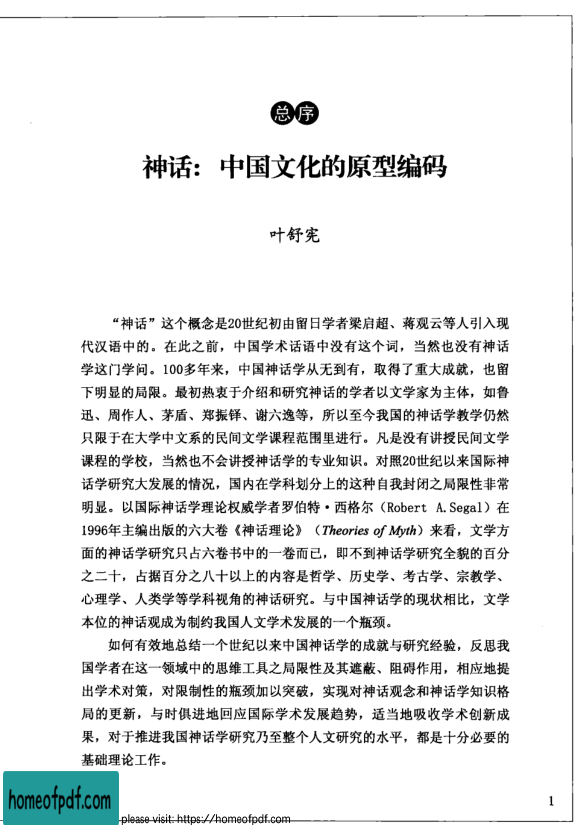 总序
神话：中国文化的原型编码
叶舒宪
“神话”这个概念是20世纪初由留日学者梁启超、蒋观云等人引入现
代汉语中的。在此之前，中国学术话语中没有这个词，当然也没有神话
学这门学问。100多年来，中国神话学从无到有，取得了重大成就，也留
下明显的局限。最初热衷于介绍和研究神话的学者以文学家为主体，如鲁
迅、周作人、茅盾、郑振铎、谢六逸等，所以至今我国的神话学教学仍然
只限于在大学中文系的民间文学课程范围里进行。凡是没有讲授民间文学
课程的学校，当然也不会讲授神话学的专业知识。对照20世纪以来国际神
话学研究大发展的情况，国内在学科划分上的这种自我封闭之局限性非常
明显。以国际神话学理论权威学者罗伯特·西格尔（Robert A.Segal）在
1996年主编出版的六大卷《神话理论》（Theories of Myth）来看，文学方
面的神话学研究只占六卷书中的一卷而已，即不到神话学研究全貌的百分
之二十，占据百分之八十以上的内容是哲学、历史学、考古学、宗教学、
心理学、人类学等学科视角的神话研究。与中国神话学的现状相比，文学
本位的神话观成为制约我国人文学术发展的一个瓶颈。
如何有效地总结一个世纪以来中国神话学的成就与研究经验，反思我
国学者在这一领域中的思维工具之局限性及其遮蔽、阻碍作用，相应地提
出学术对策，对限制性的瓶颈加以突破，实现对神话观念和神话学知识格
局的更新，与时俱进地回应国际学术发展趋势，适当地吸收学术创新成
果，对于推进我国神话学研究乃至整个人文研究的水平，都是十分必要的
基础理论工作。
1
homeofpdf.com
please visit: https://homeofpdf.com